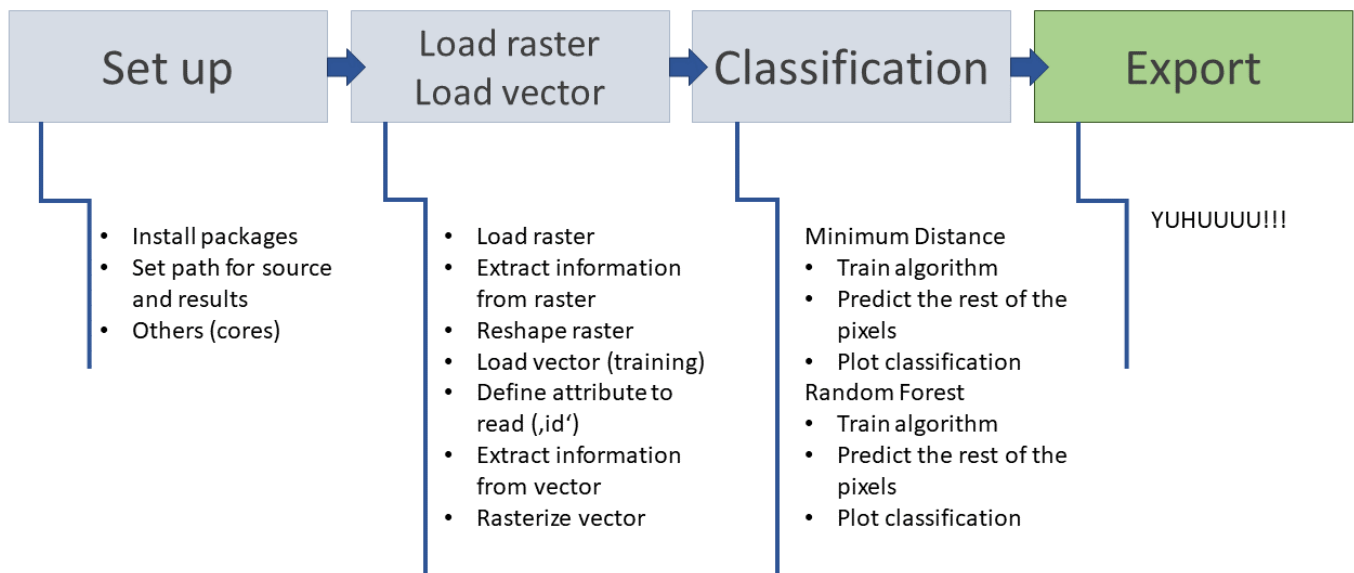 Set up
Load raster
Load vector
Classification
Export
• Install packages
• Set path for source
and results
• Others (cores)
• Load raster
• Extract information
from raster
• Reshape raster
• Load vector (training)
• Define attribute to
read (‚id‘)
• Extract information
from vector
• Rasterize vector
Minimum Distance
• Train algorithm
• Predict the rest of the
pixels
• Plot classification
Random Forest
• Train algorithm
• Predict the rest of the
pixels
• Plot classification
YUHUUUU!!!